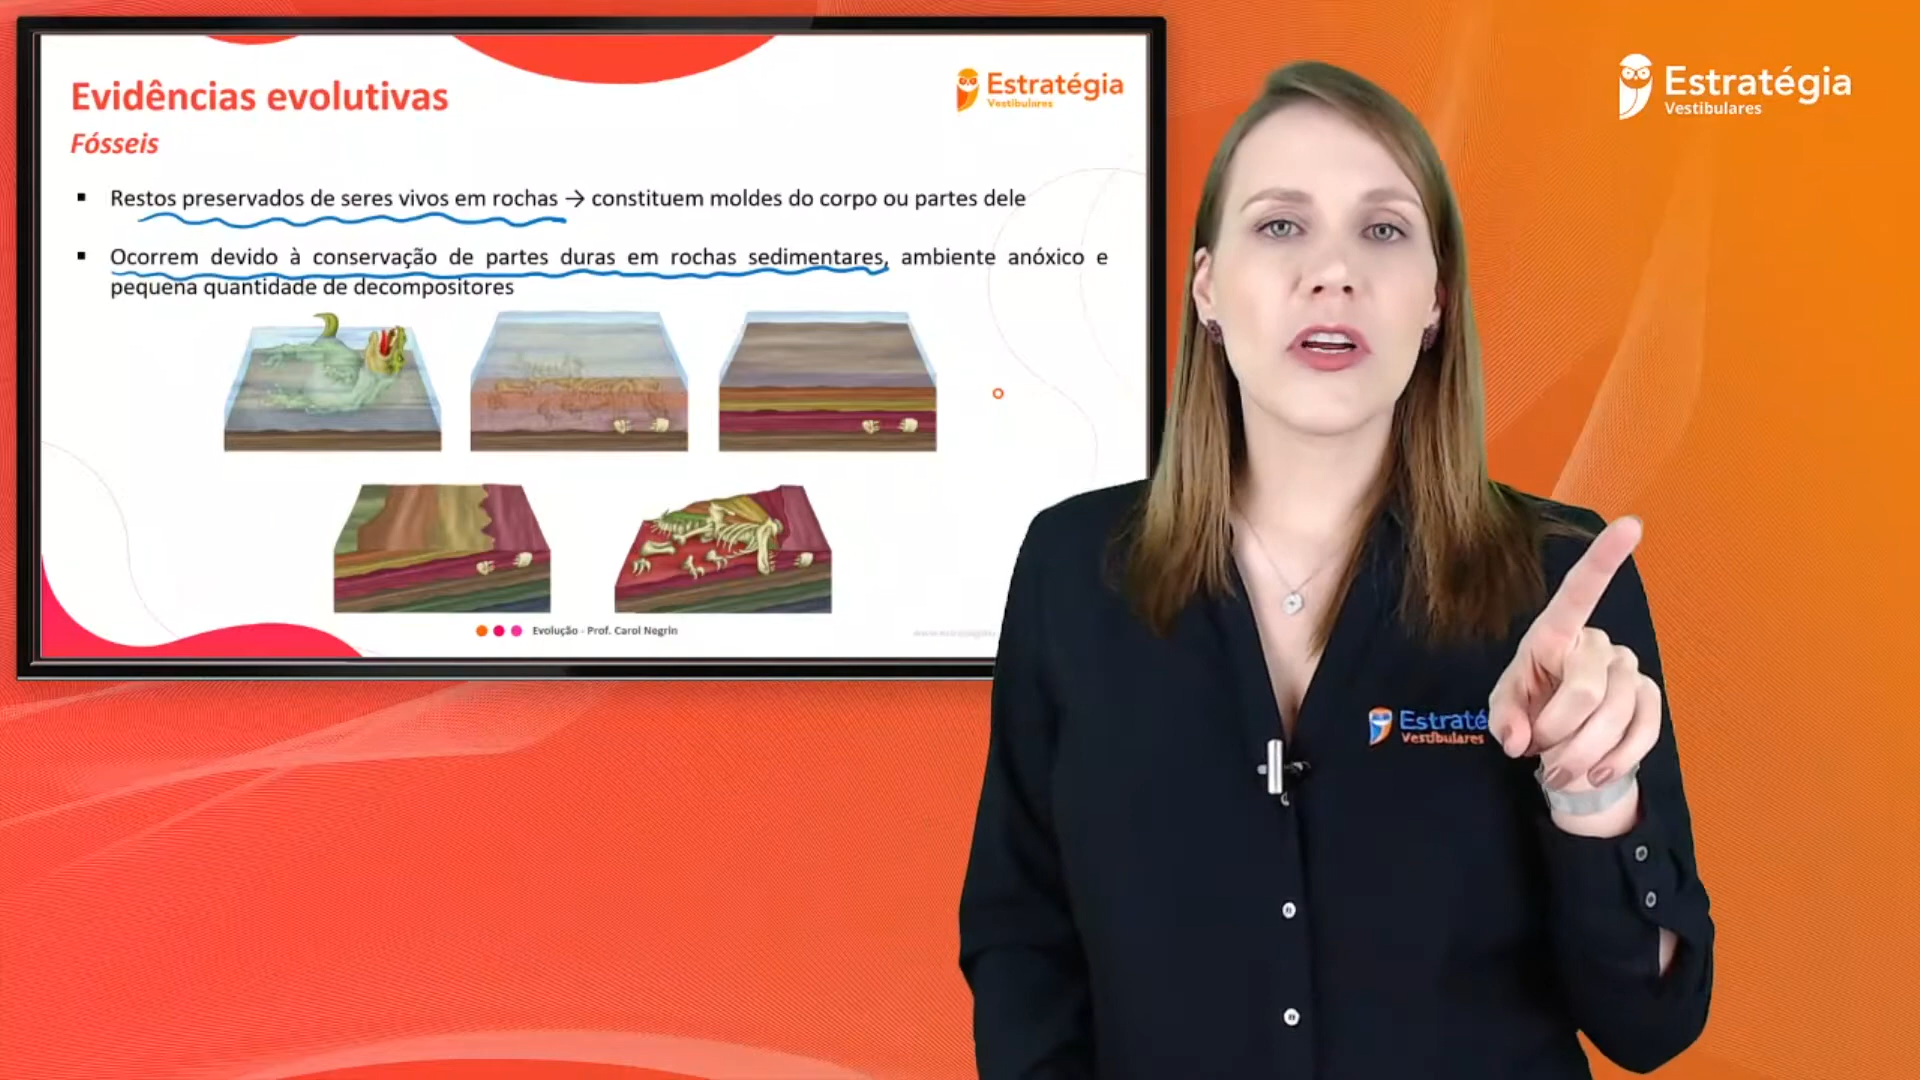 Evidências evolutivas
Fósseis
Estratégia
Vestibulares
▪ Restos preservados de seres vivos em rochas → constituem moldes do corpo ou partes dele
▪ Ocorrem devido à conservação de partes duras em rochas sedimentares, ambiente anóxico e
pequena quantidade de decompositores
Evolução - Prof. Carol Negrin
Estratégia
Vestibulares
Estraté
Vestibulares